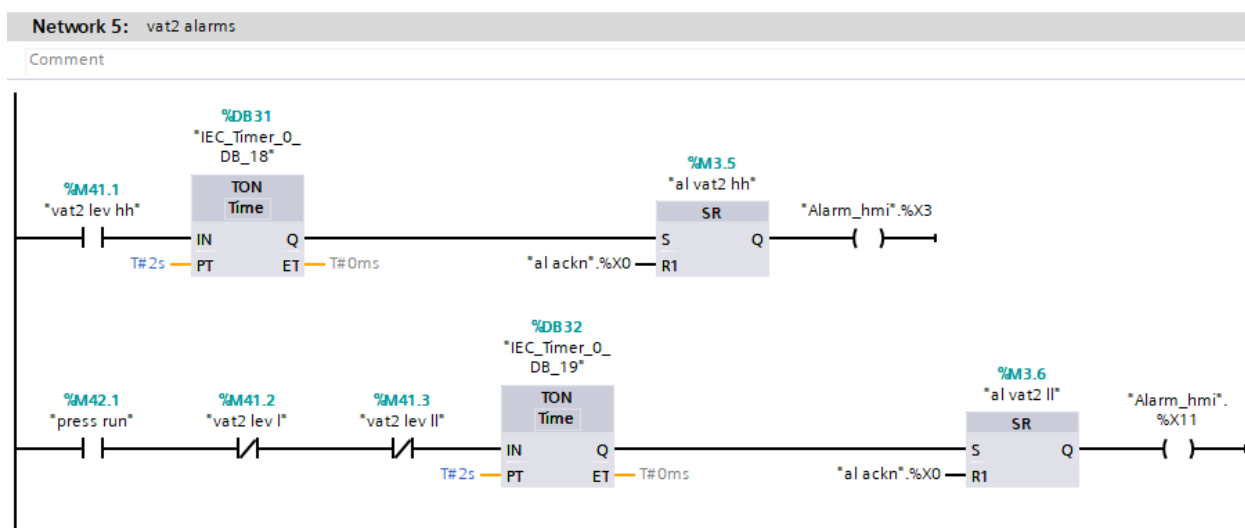 Network 5: vat2 alarms
Comment
%DB31
"IEC_Timer_0_
DB_18"
%M3.5
"al vat2 hh"
%M41.1
"vat2 lev hh"
TON
Time
SR
"Alarm_hmi".%X3
IN Q
S Q
T#2s PT ET T#0ms
"al ackn".%X0 R1
%DB32
"IEC_Timer_0_
DB_19"
%M3.6
"al vat2 ll"
%M42.1
"press run"
%M41.2
"vat2 lev l"
%M41.3
"vat2 lev ll"
TON
Time
SR
"Alarm_hmi".
%X11
IN Q
S Q
T#2s PT ET T#0ms
"al ackn".%X0 R1